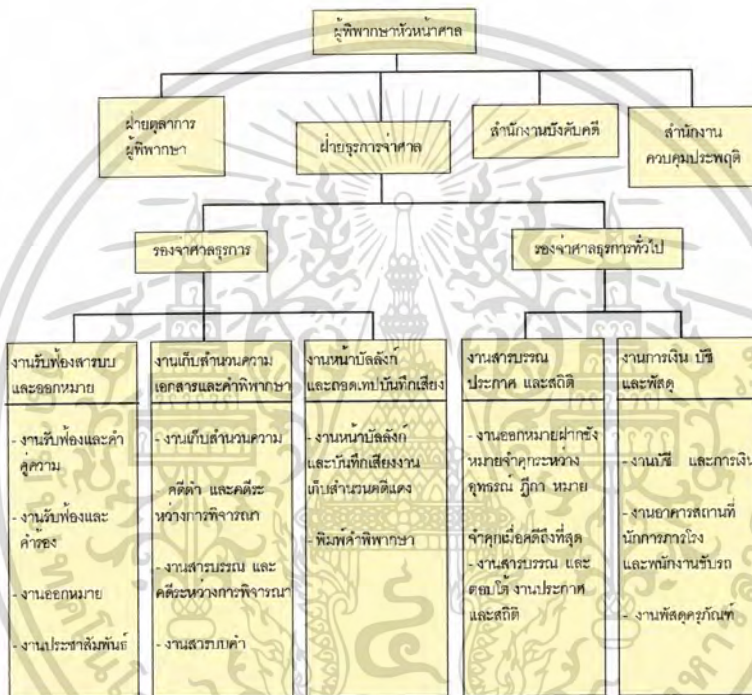 ผู้พิพากษาหัวหน้าศาล
ฝ่ายตุลาการ
ผู้พิพากษา
ฝ่ายธุรการจ่าศาล
สำนักงานบังคับคดี
สำนักงาน
ควบคุมประพฤติ
รองจ่าศาลธุรการ
รองจ่าศาลธุรการทั่วไป
งานรับฟ้องสารบบ
และออกหมาย
- งานรับฟ้องและคำ
คู่ความ
- งานรับฟ้องและ
คำร้อง
- งานออกหมาย
- งานประชาสัมพันธ์
งานเก็บสำนวนความ
เอกสารและคำพิพากษา
- งานเก็บสำนวนความ
- คดีดำ และคดีระ
หว่างการพิจารณา
- งานสารบรรณ และ
คดีระหว่างการพิจารณา
- งานสารบบคำ
งานหน้าบัลลังก์
และถอดเทปบันทึกเสียง
- งานหน้าบัลลังก์
และบันทึกเสียงงาน
เก็บสำนวนคดีแดง
- พิมพ์คำพิพากษา
งานสารบรรณ
ประกาศ และสถิติ
- งานออกหมายฝากขัง
หมายจำคุกระหว่าง
อุทธรณ์ ฎีกา หมาย
จำคุกเมื่อคดีถึงที่สุด
- งานสารบรรณ และ
ตอบโต้ งานประกาศ
และสถิติ
งานการเงิน บัชี
และพัสดุ
- งานบัชี และการเงิน
- งานอาคารสถานที่
นักการภารโรง
และพนักงานขับรถ
- งานพัสดุครุภัณฑ์